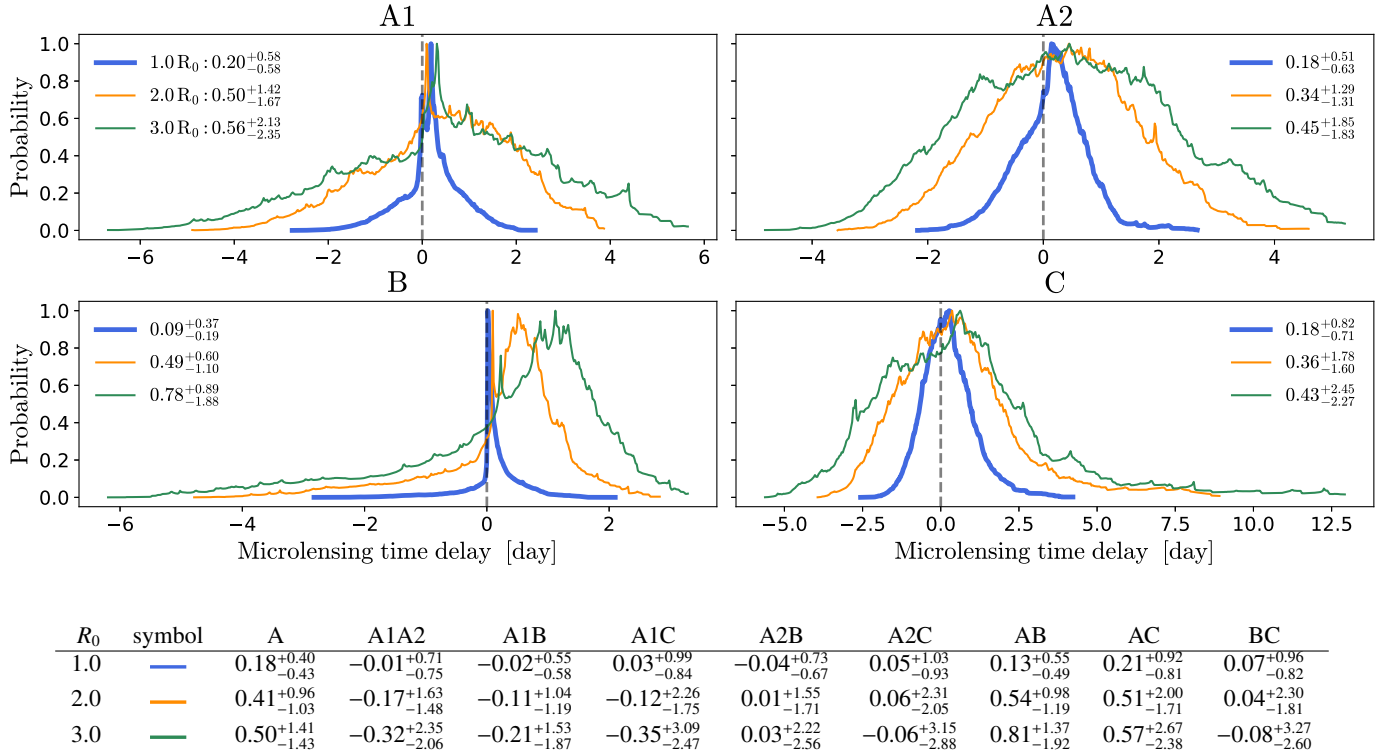 A1
A2
Probability
1.0
0.8
0.6
0.4
0.2
0.0
1.0 R₀ : 0.20 +0.58 −0.58
2.0 R₀ : 0.50 +1.42 −1.67
3.0 R₀ : 0.56 +2.13 −2.35
0.18 +0.51 −0.63
0.34 +1.29 −1.31
0.45 +1.85 −1.83
−6 −4 −2 0 2 4 6
−4 −2 0 2 4
B
C
Probability
1.0
0.8
0.6
0.4
0.2
0.0
0.09 +0.37 −0.19
0.49 +0.60 −1.10
0.78 +0.89 −1.88
0.18 +0.82 −0.71
0.36 +1.78 −1.60
0.43 +2.45 −2.27
−6 −4 −2 0 2
−5.0 −2.5 0.0 2.5 5.0 7.5 10.0 12.5
Microlensing time delay [day]
Microlensing time delay [day]
R₀ symbol A A1A2 A1B A1C A2B A2C AB AC BC
1.0 0.18 +0.40 −0.43 −0.01 +0.71 −0.75 −0.02 +0.55 −0.58 0.03 +0.99 −0.84 −0.04 +0.73 −0.67 0.05 +1.03 −0.93 0.13 +0.55 −0.49 0.21 +0.92 −0.81 0.07 +0.96 −0.82
2.0 0.41 +0.96 −1.03 −0.17 +1.63 −1.48 −0.11 +1.04 −1.19 −0.12 +2.26 −1.75 0.01 +1.55 −1.71 0.06 +2.31 −2.05 0.54 +0.98 −1.19 0.51 +2.00 −1.71 0.04 +2.30 −1.81
3.0 0.50 +1.41 −1.43 −0.32 +2.35 −2.06 −0.21 +1.53 −1.87 −0.35 +3.09 −2.47 0.03 +2.22 −2.56 −0.06 +3.15 −2.88 0.81 +1.37 −1.92 0.57 +2.67 −2.38 −0.08 +3.27 −2.60